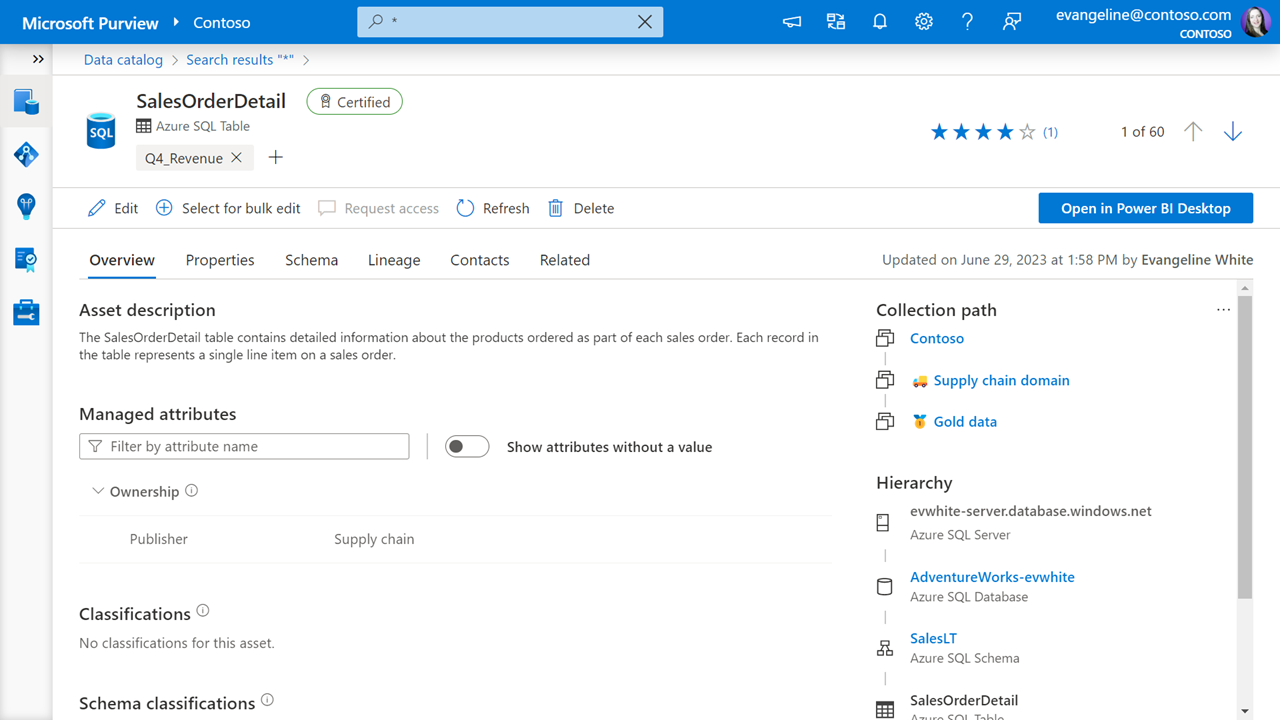 Microsoft Purview Contoso
*
evangeline@contoso.com
CONTOSO
Data catalog Search results "*"
SQL
SalesOrderDetail
Certified
Azure SQL Table
Q4_Revenue
(1)
1 of 60
Edit Select for bulk edit Request access Refresh Delete
Open in Power BI Desktop
Overview Properties Schema Lineage Contacts Related
Updated on June 29, 2023 at 1:58 PM by Evangeline White
Asset description
The SalesOrderDetail table contains detailed information about the products ordered as part of each sales order. Each record in
the table represents a single line item on a sales order.
Managed attributes
Filter by attribute name
Show attributes without a value
Ownership
Publisher Supply chain
Classifications
No classifications for this asset.
Schema classifications
Collection path
Contoso
Supply chain domain
Gold data
Hierarchy
evwhite-server.database.windows.net
Azure SQL Server
AdventureWorks-evwhite
Azure SQL Database
SalesLT
Azure SQL Schema
SalesOrderDetail
Azure SQL Table